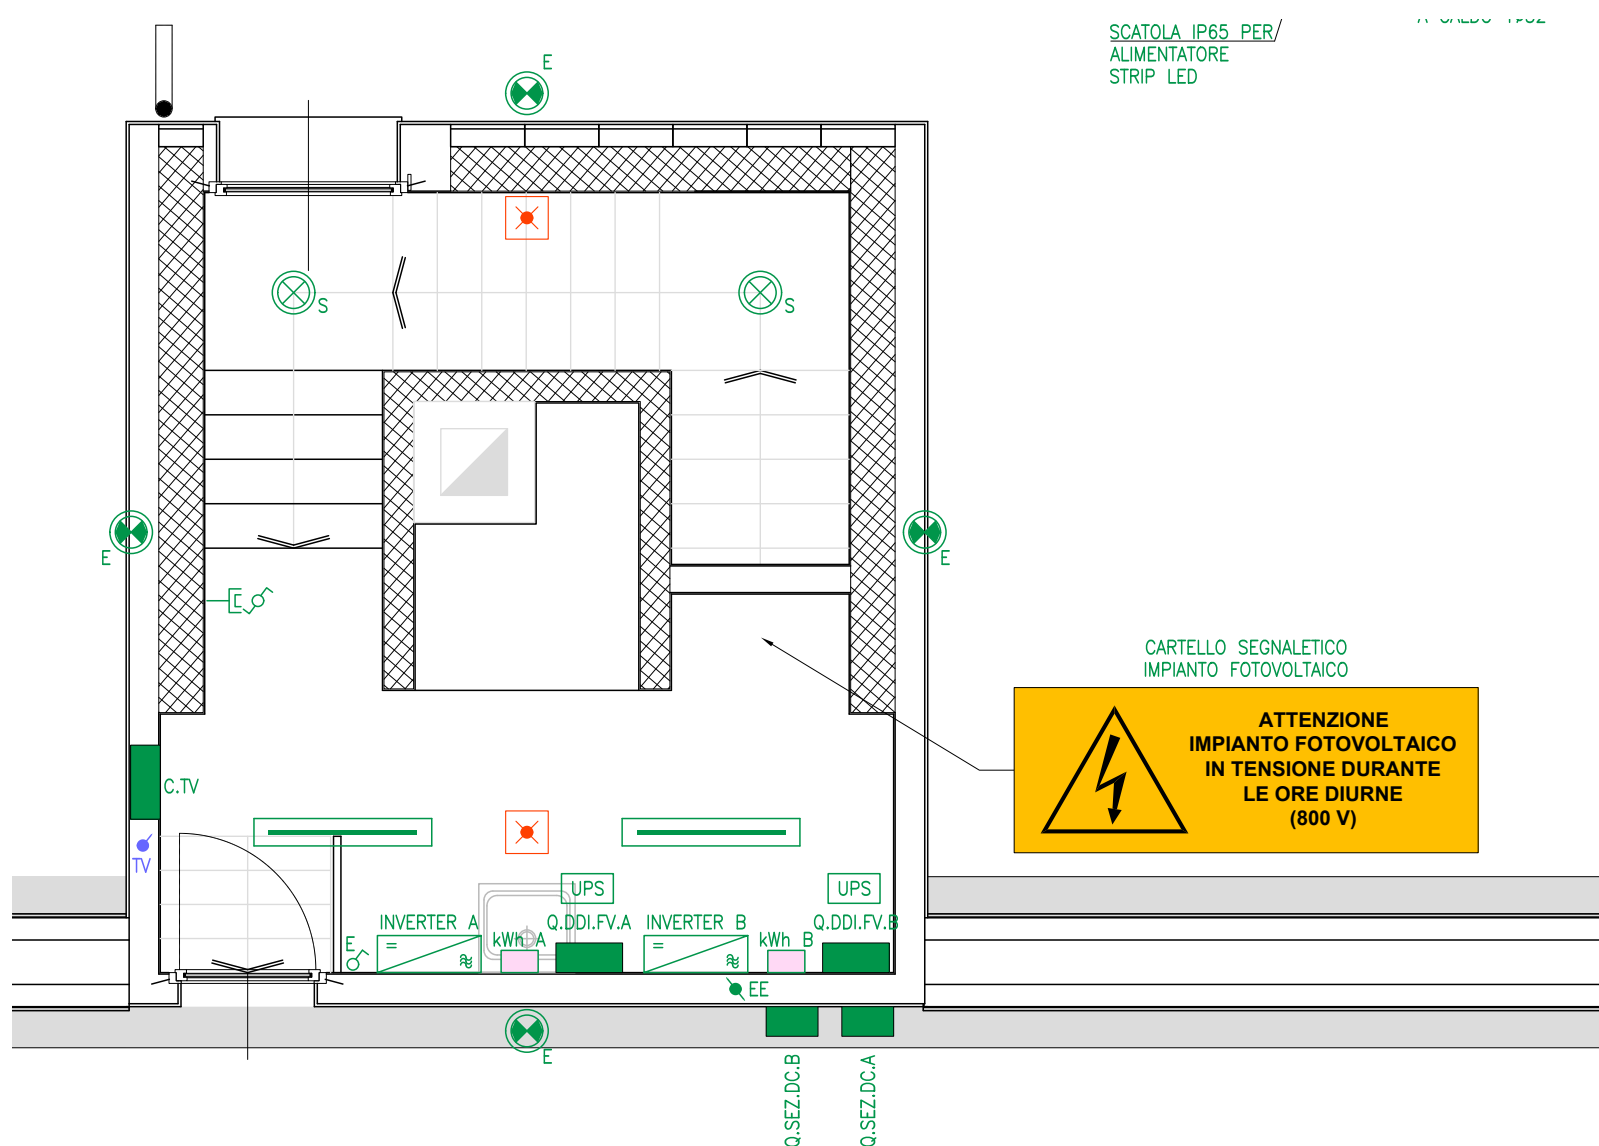 SCATOLA IP65 PER
ALIMENTATORE
STRIP LED
E
S
S
E
E
E
CARTELLO SEGNALETICO
IMPIANTO FOTOVOLTAICO
ATTENZIONE
IMPIANTO FOTOVOLTAICO
IN TENSIONE DURANTE
LE ORE DIURNE
(800 V)
C.TV
TV
UPS
UPS
INVERTER A
Q.DDI.FV.A
INVERTER B
Q.DDI.FV.B
E
kWh A
kWh B
=
=
EE
E
Q.SEZ.DC.B
Q.SEZ.DC.A